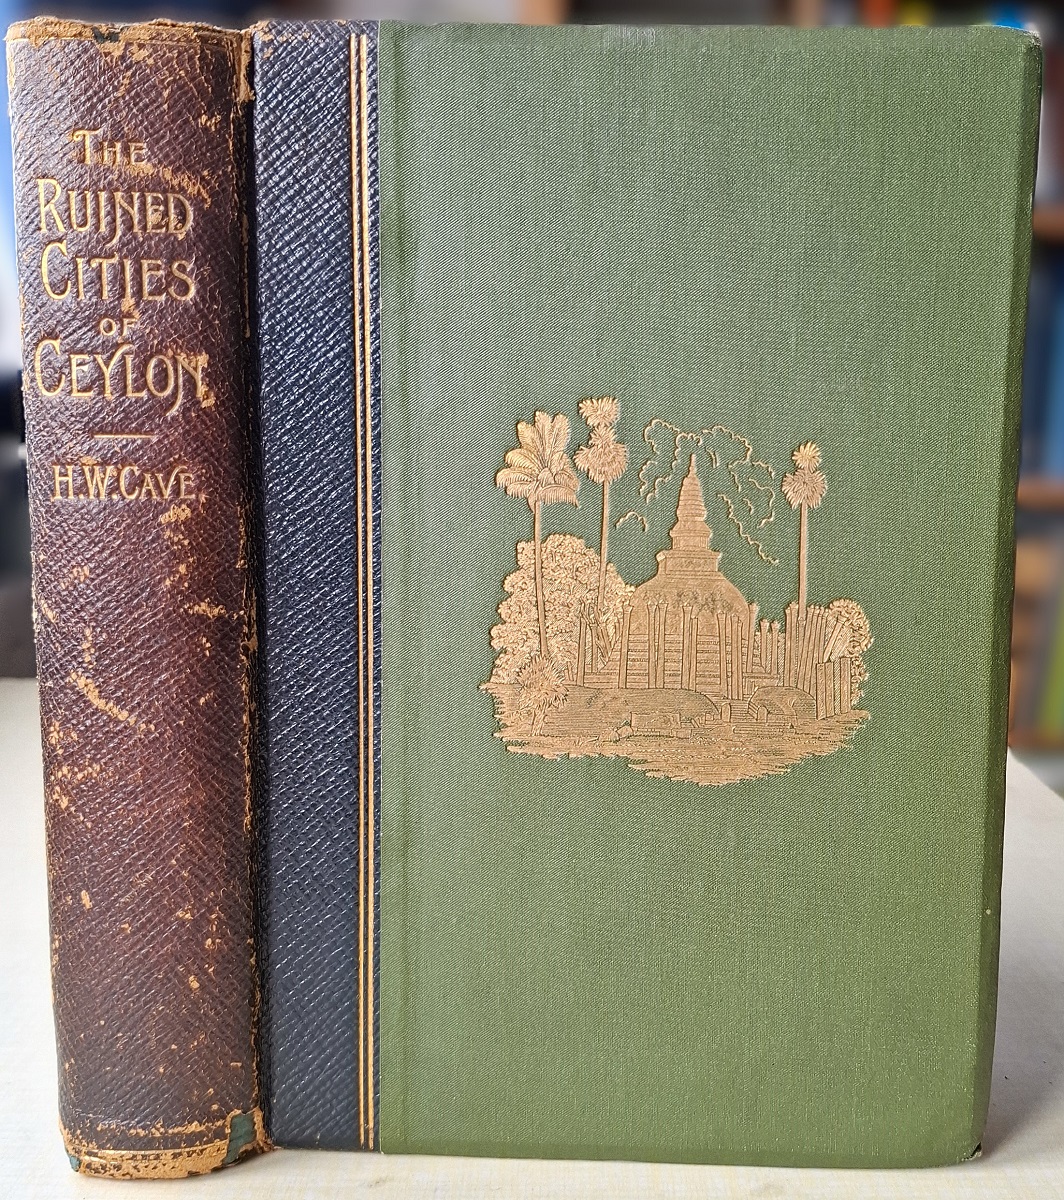 THE
RUINED
CITIES
OF
CEYLON
H.W. CAVE